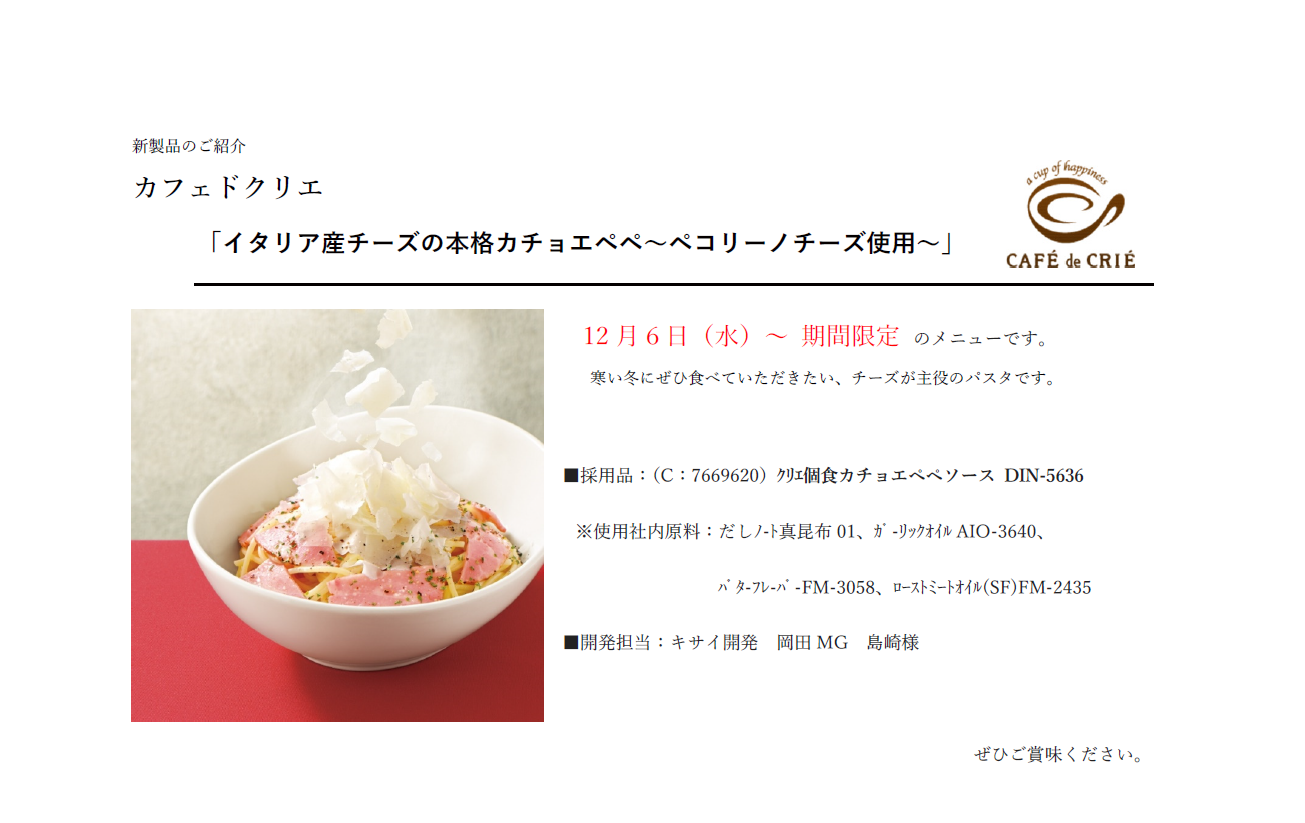 新製品のご紹介
カフェドクリエ
「イタリア産チーズの本格カチョエペペ～ペコリーノチーズ使用～」
a cup of happiness
CAFÉ de CRIÉ
12月6日（水）～ 期間限定 のメニューです。
寒い冬にぜひ食べていただきたい、チーズが主役のパスタです。
■採用品：（C：7669620）ｸﾘｴ個食カチョエペペソース DIN-5636
※使用社内原料：だしﾉｰﾄ真昆布01、ｶﾞｰﾘｯｸｵｲﾙAIO-3640、
ﾊﾞﾀｰﾌﾚｰﾊﾞｰFM-3058、ﾛｰｽﾄﾐｰﾄｵｲﾙ(SF)FM-2435
■開発担当：キサイ開発　岡田MG　島崎様
ぜひご賞味ください。